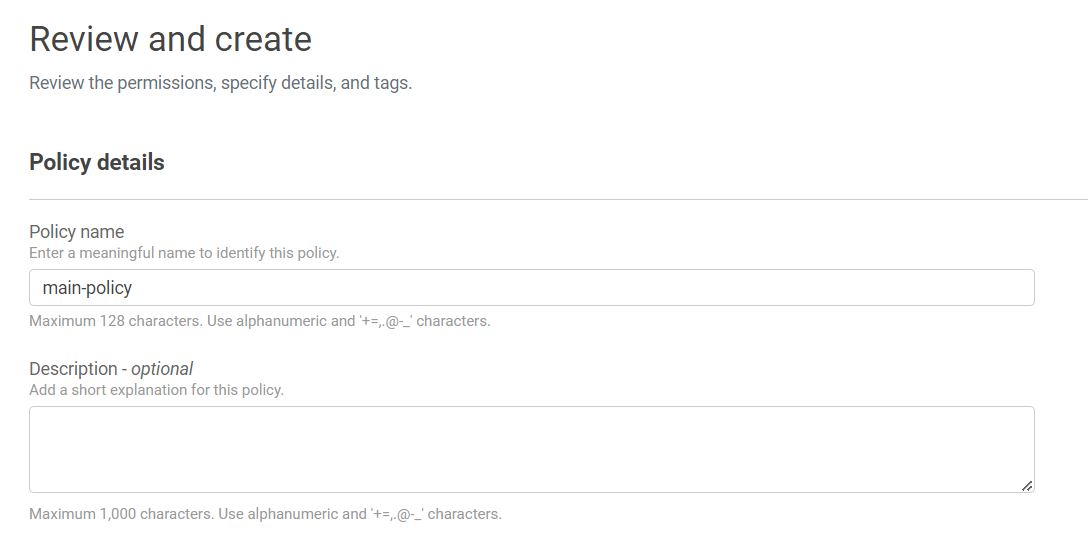 Review and create
Review the permissions, specify details, and tags.
Policy details
Policy name
Enter a meaningful name to identify this policy.
main-policy
Maximum 128 characters. Use alphanumeric and '+=,.@-_' characters.
Description - optional
Add a short explanation for this policy.
Maximum 1,000 characters. Use alphanumeric and '+=,.@-_' characters.